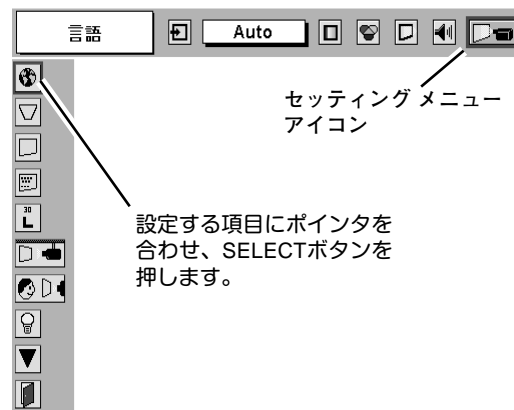 言語
Auto
セッティング メニュー
アイコン
設定する項目にポインタを
合わせ、SELECTボタンを
押します。
30
L